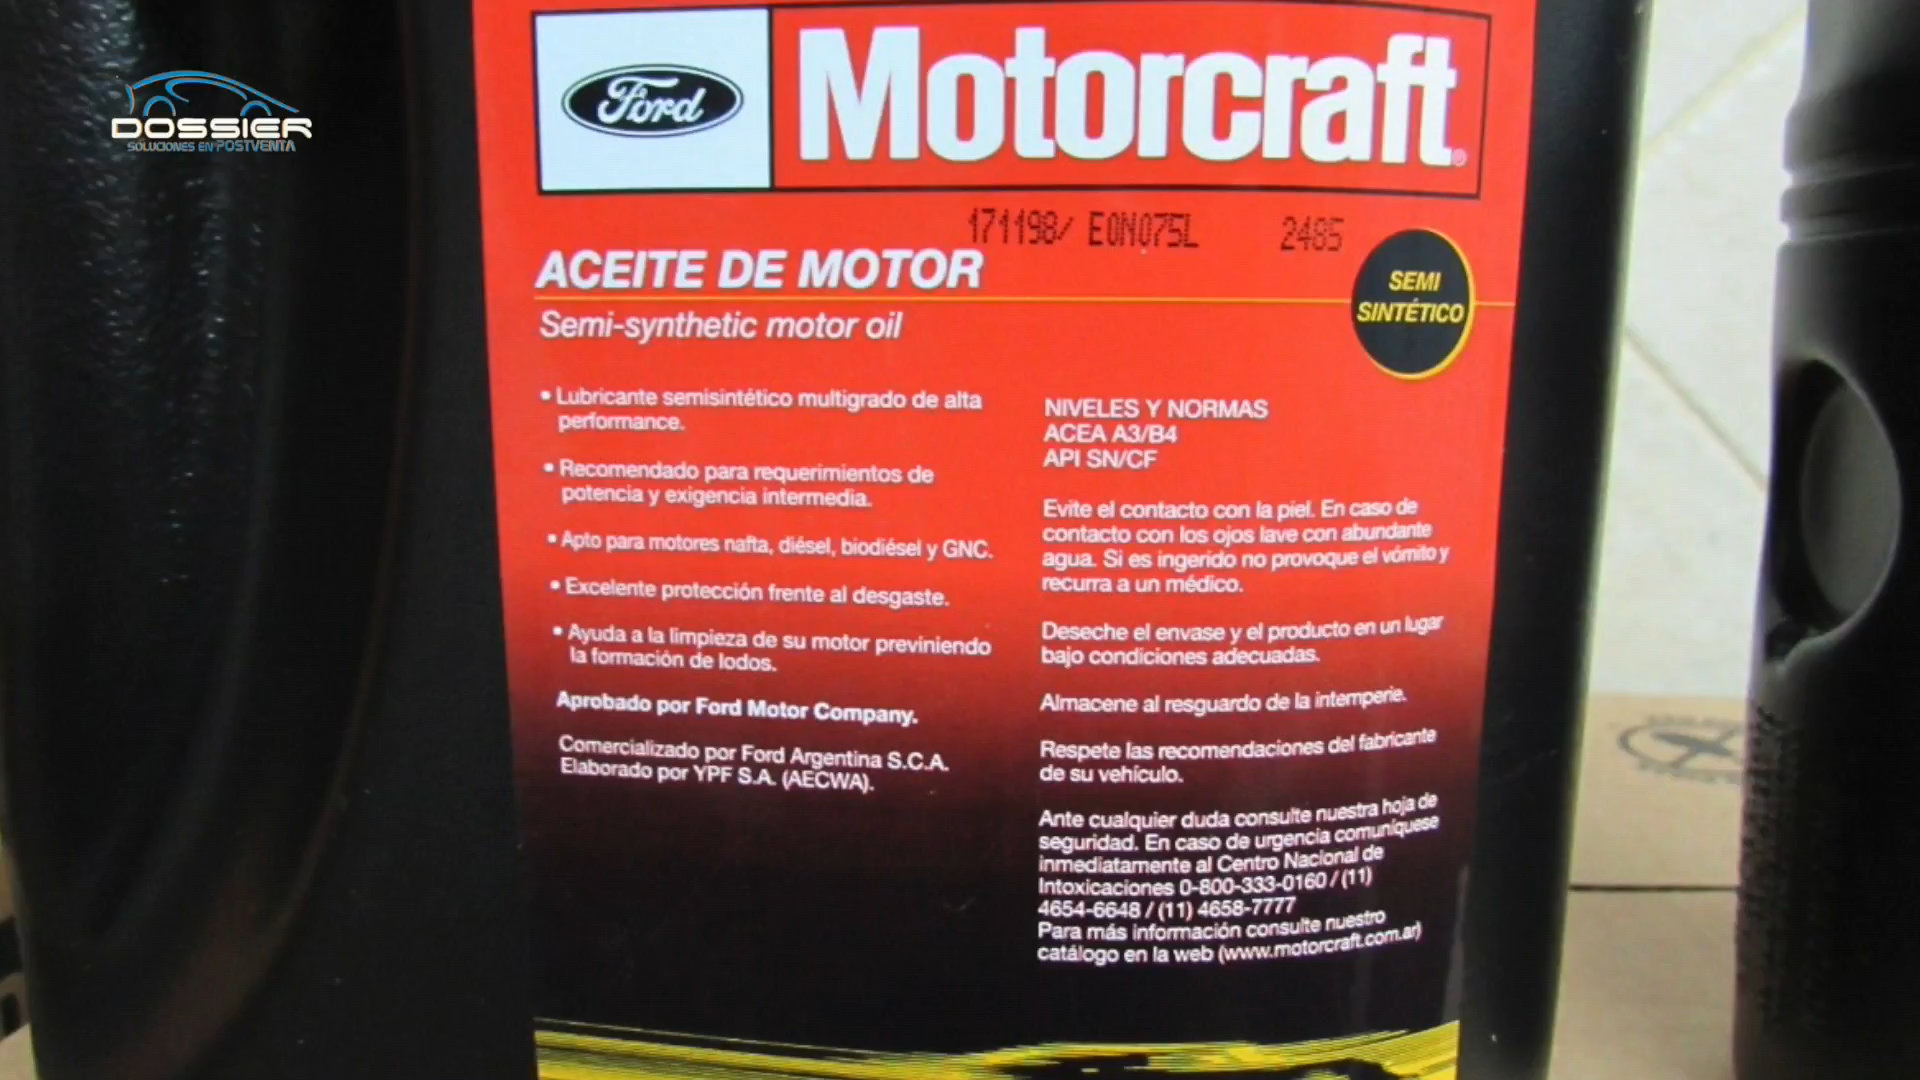 DOSSIER
SOLUCIONES EN POSTVENTA
Ford
Motorcraft®
171198/ E0N075L 2485
ACEITE DE MOTOR
Semi-synthetic motor oil
SEMI
SINTÉTICO
• Lubricante semisintético multigrado de alta
performance.
• Recomendado para requerimientos de
potencia y exigencia intermedia.
• Apto para motores nafta, diésel, biodiésel y GNC.
• Excelente protección frente al desgaste.
• Ayuda a la limpieza de su motor previniendo
la formación de lodos.
Aprobado por Ford Motor Company.
Comercializado por Ford Argentina S.C.A.
Elaborado por YPF S.A. (AECWA).
NIVELES Y NORMAS
ACEA A3/B4
API SN/CF
Evite el contacto con la piel. En caso de
contacto con los ojos lave con abundante
agua. Si es ingerido no provoque el vómito y
recurra a un médico.
Deseche el envase y el producto en un lugar
bajo condiciones adecuadas.
Almacene al resguardo de la intemperie.
Respete las recomendaciones del fabricante
de su vehículo.
Ante cualquier duda consulte nuestra hoja de
seguridad. En caso de urgencia comuníquese
inmediatamente al Centro Nacional de
Intoxicaciones 0-800-333-0160 / (11)
4654-6648 / (11) 4658-7777
Para más información consulte nuestro
catálogo en la web (www.motorcraft.com.ar)